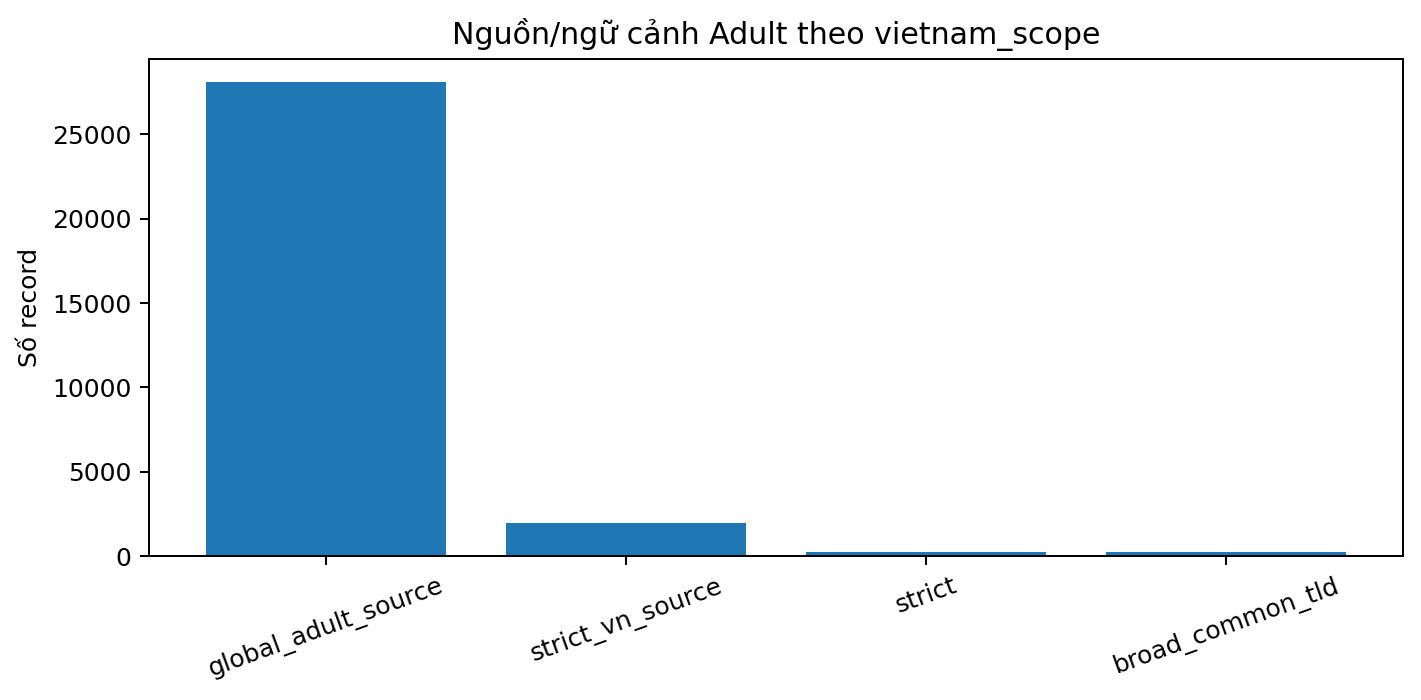 Nguồn/ngữ cảnh Adult theo vietnam_scope
Số record
25000
20000
15000
10000
5000
0
global_adult_source
strict_vn_source
strict
broad_common_tld